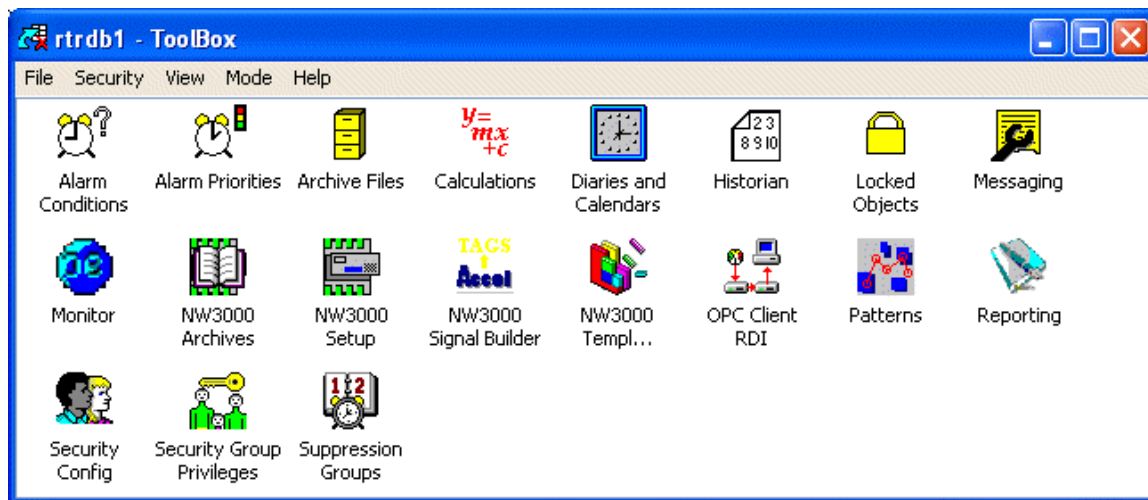 rtrdb1 - ToolBox
File Security View Mode Help
y=
mx
+c
1 2 3
8 9 10
Alarm Conditions
Alarm Priorities
Archive Files
Calculations
Diaries and Calendars
Historian
Locked Objects
Messaging
TAGS
Accol
Monitor
NW3000 Archives
NW3000 Setup
NW3000 Signal Builder
NW3000 Templ...
OPC Client RDI
Patterns
Reporting
1 2
Security Config
Security Group Privileges
Suppression Groups